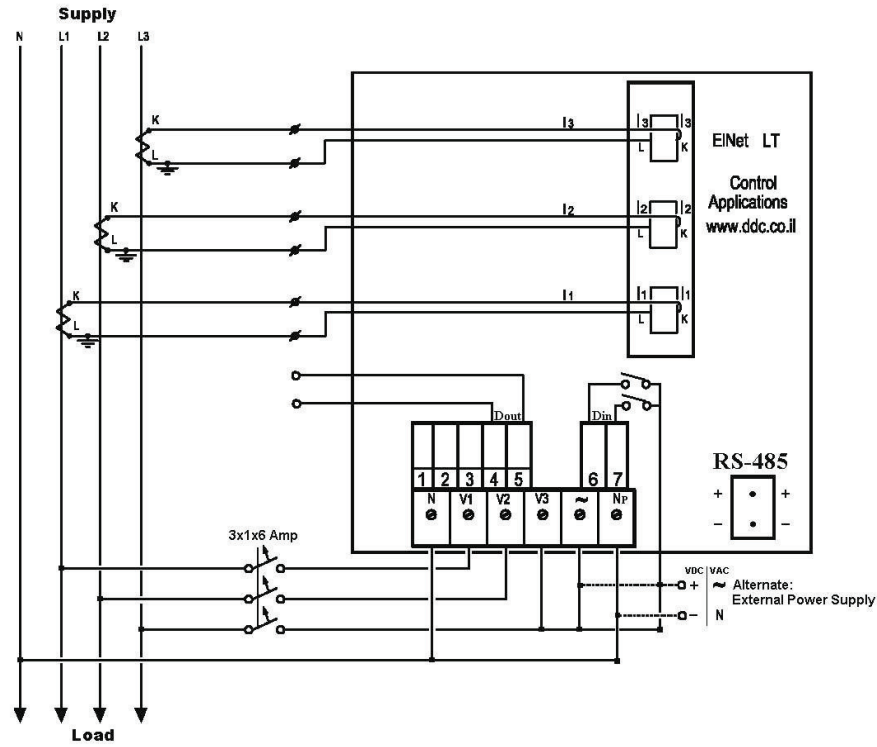 Supply
N L1 L2 L3
K
L
I3
I3 I3
L K
ElNet LT
Control
Applications
www.ddc.co.il
K
L
I2
I2 I2
L K
K
L
I1
I1 I1
L K
Dout
Din
1 2 3 4 5
6 7
N V1 V2 V3 ~ NP
RS-485
+ +
− −
3x1x6 Amp
VDC VAC
+ ~ Alternate:
External Power Supply
− N
Load